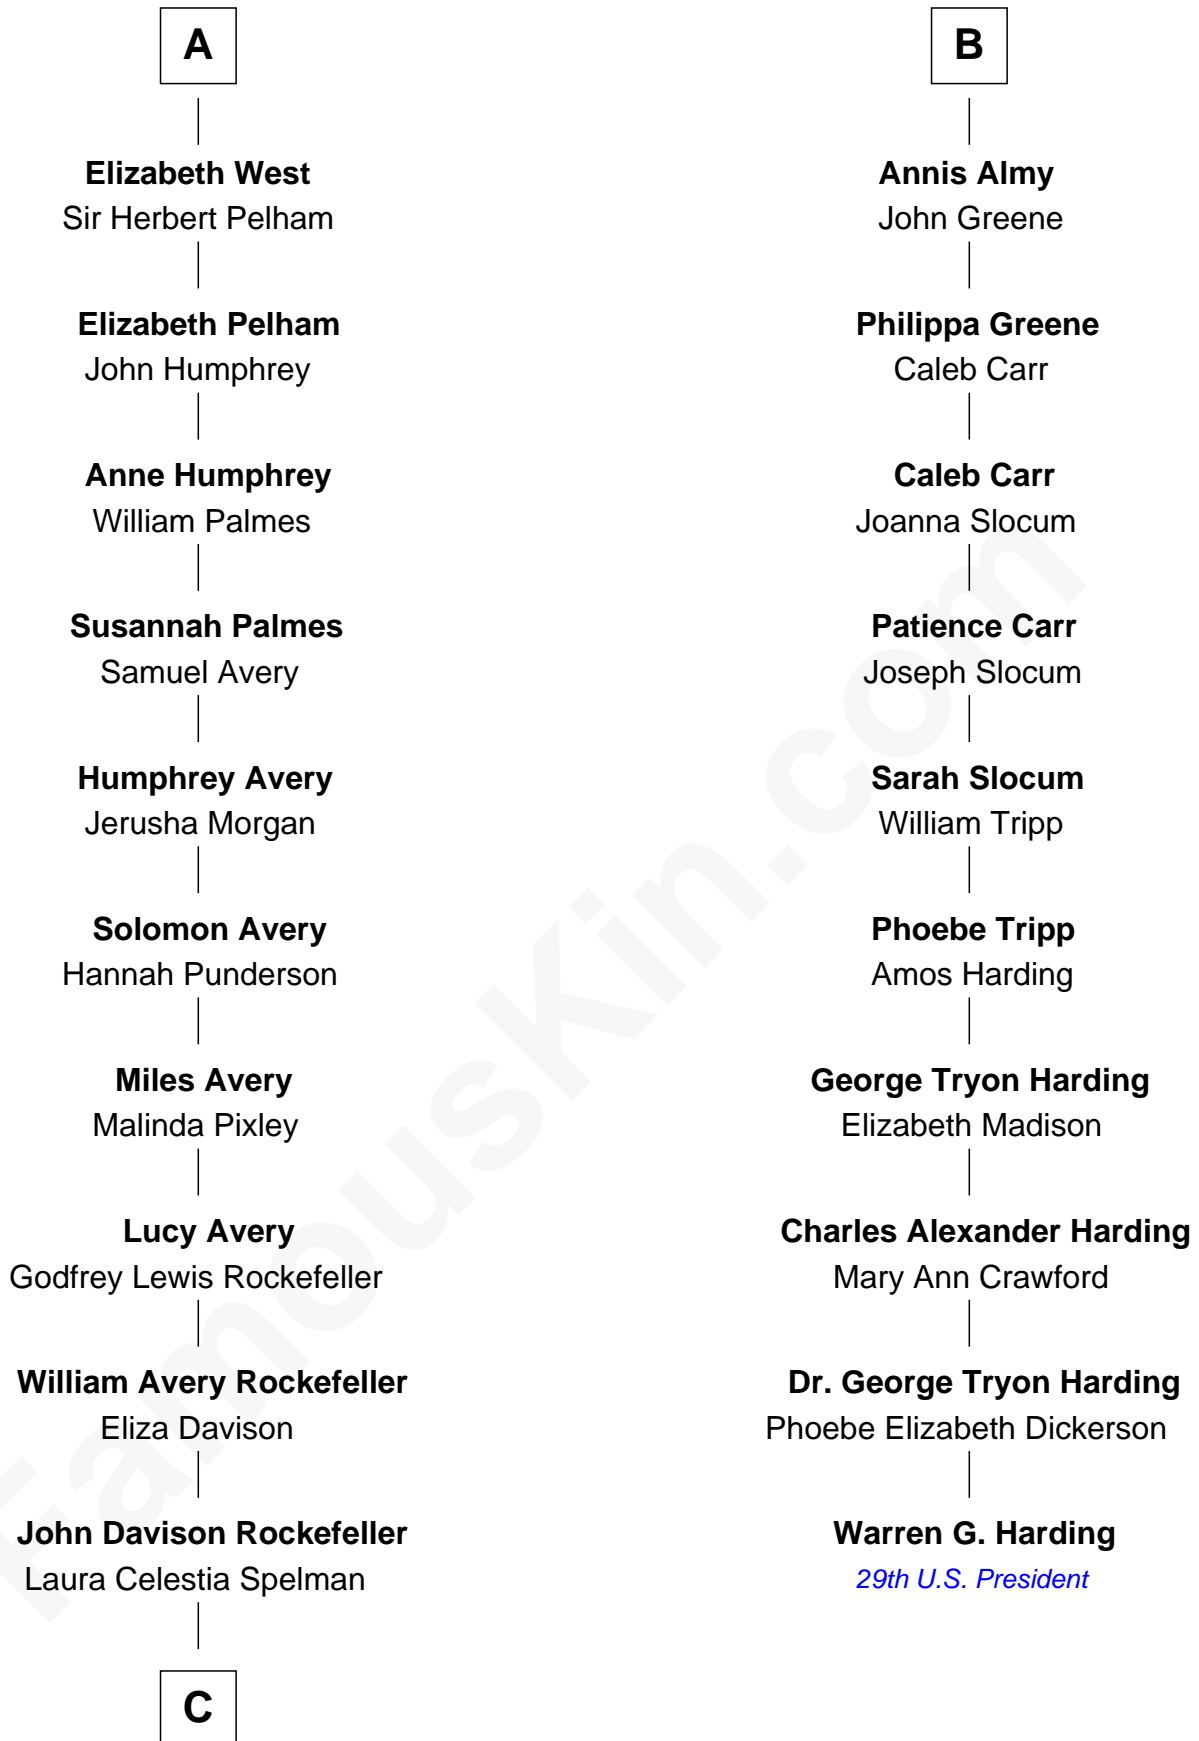 A
Elizabeth West
Sir Herbert Pelham
Elizabeth Pelham
John Humphrey
Anne Humphrey
William Palmes
Susannah Palmes
Samuel Avery
Humphrey Avery
Jerusha Morgan
Solomon Avery
Hannah Punderson
Miles Avery
Malinda Pixley
Lucy Avery
Godfrey Lewis Rockefeller
William Avery Rockefeller
Eliza Davison
John Davison Rockefeller
Laura Celestia Spelman
C
B
Annis Almy
John Greene
Philippa Greene
Caleb Carr
Caleb Carr
Joanna Slocum
Patience Carr
Joseph Slocum
Sarah Slocum
William Tripp
Phoebe Tripp
Amos Harding
George Tryon Harding
Elizabeth Madison
Charles Alexander Harding
Mary Ann Crawford
Dr. George Tryon Harding
Phoebe Elizabeth Dickerson
Warren G. Harding
29th U.S. President
FamousKin.com